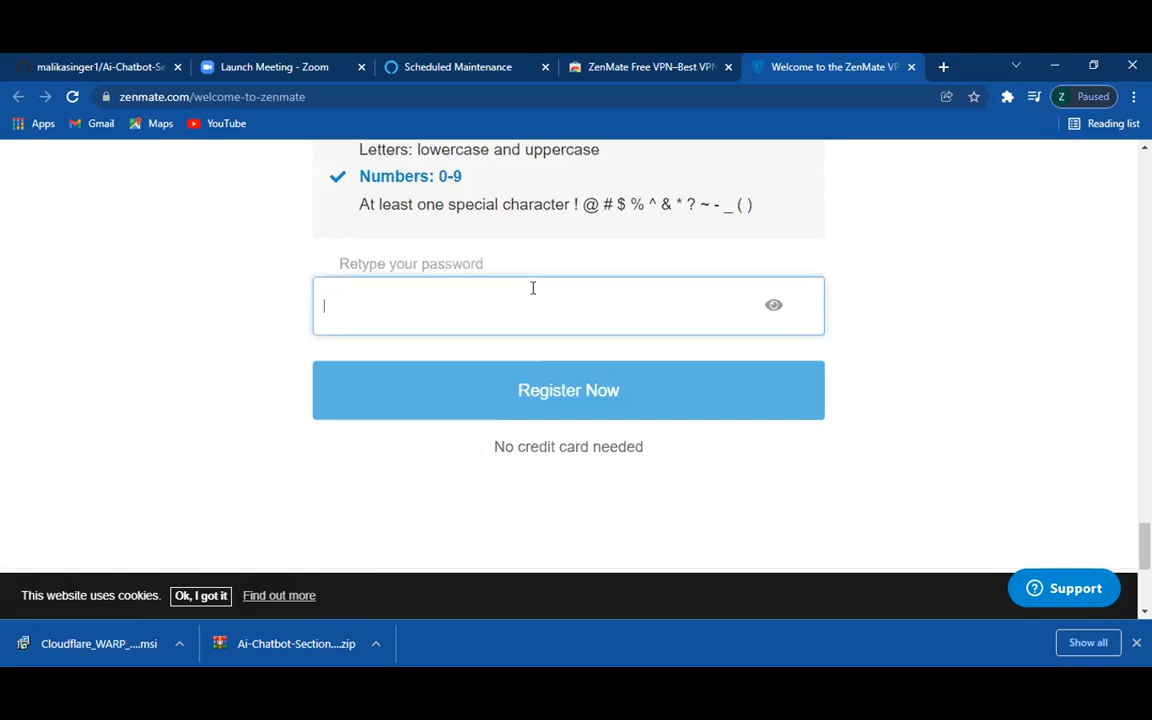 malikasinger1/Ai-Chatbot-Se
Launch Meeting - Zoom
Scheduled Maintenance
ZenMate Free VPN–Best VPN
Welcome to the ZenMate VP
zenmate.com/welcome-to-zenmate
Z Paused
Apps
Gmail
Maps
YouTube
Reading list
Letters: lowercase and uppercase
Numbers: 0-9
At least one special character ! @ # $ % ^ & * ? ~ - _ ( )
Retype your password
Register Now
No credit card needed
This website uses cookies.
Ok, I got it
Find out more
Support
Cloudflare_WARP_....msi
Ai-Chatbot-Section....zip
Show all